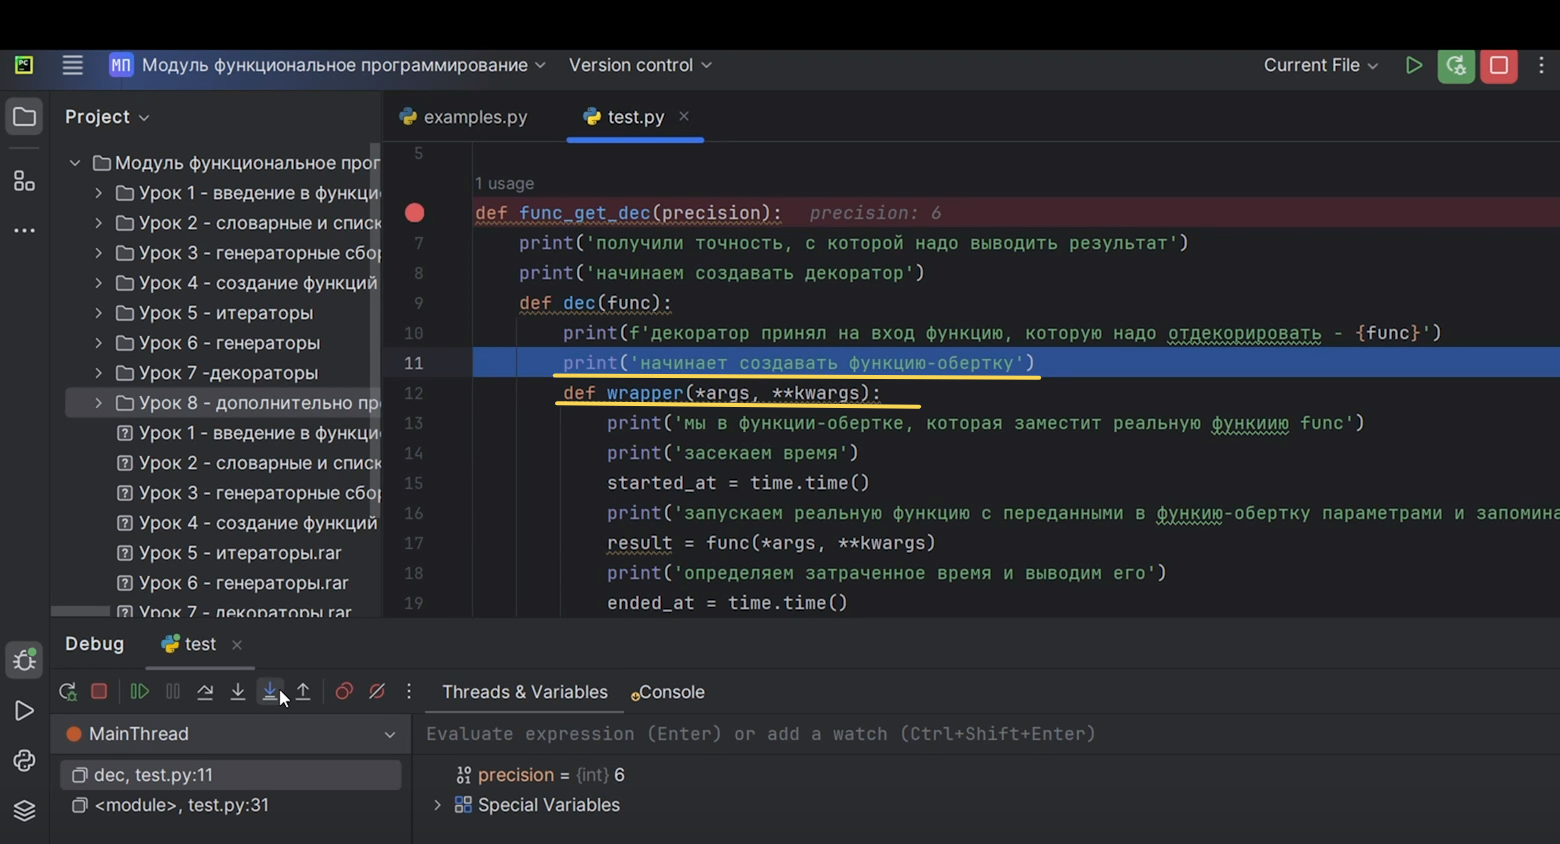 PC МП Модуль функциональное программирование Version control Current File
Project
examples.py test.py
Модуль функциональное прог
Урок 1 - введение в функци
Урок 2 - словарные и списк
Урок 3 - генераторные сбор
Урок 4 - создание функций
Урок 5 - итераторы
Урок 6 - генераторы
Урок 7 -декораторы
Урок 8 - дополнительно пр
Урок 1 - введение в функци
Урок 2 - словарные и списк
Урок 3 - генераторные сбо
Урок 4 - создание функций
Урок 5 - итераторы.rar
Урок 6 - генераторы.rar
Урок 7 - декораторы.rar
5
1 usage
def func_get_dec(precision): precision: 6
7 print('получили точность, с которой надо выводить результат')
8 print('начинаем создавать декоратор')
9 def dec(func):
10 print(f'декоратор принял на вход функцию, которую надо отдекорировать - {func}')
11 print('начинает создавать функцию-обертку')
12 def wrapper(*args, **kwargs):
13 print('мы в функции-обертке, которая заместит реальную функиию func')
14 print('засекаем время')
15 started_at = time.time()
16 print('запускаем реальную функцию с переданными в функию-обертку параметрами и запомина
17 result = func(*args, **kwargs)
18 print('определяем затраченное время и выводим его')
19 ended_at = time.time()
Debug test
Threads & Variables Console
MainThread
Evaluate expression (Enter) or add a watch (Ctrl+Shift+Enter)
dec, test.py:11
<module>, test.py:31
10 01 precision = {int} 6
Special Variables